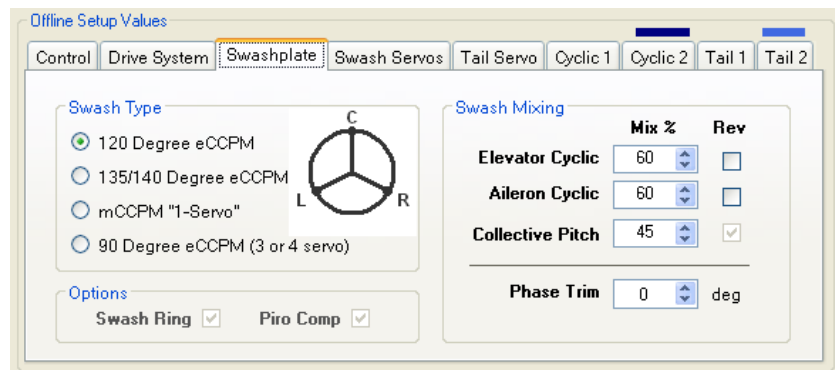 Offline Setup Values
Control Drive System Swashplate Swash Servos Tail Servo Cyclic 1 Cyclic 2 Tail 1 Tail 2
Swash Type
120 Degree eCCPM
135/140 Degree eCCPM
mCCPM "1-Servo"
90 Degree eCCPM (3 or 4 servo)
C
L R
Options
Swash Ring Piro Comp
Swash Mixing
Mix % Rev
Elevator Cyclic 60
Aileron Cyclic 60
Collective Pitch 45
Phase Trim 0 deg